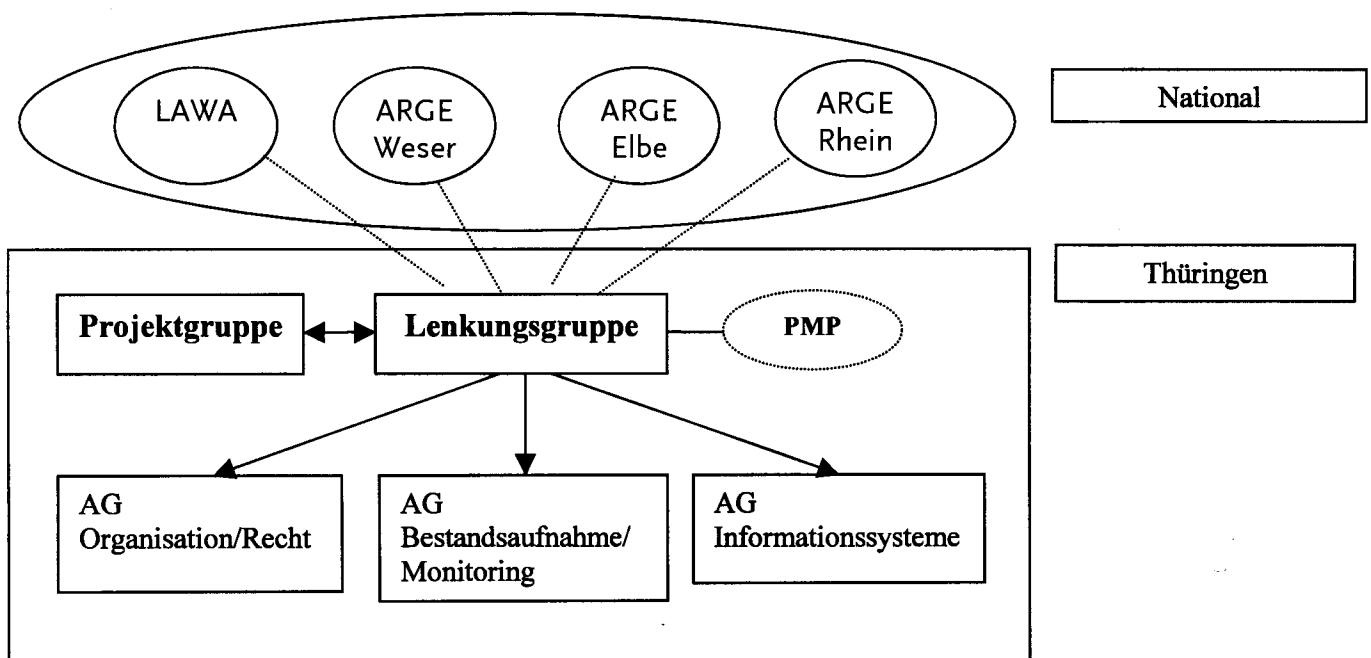 LAWA
ARGE
Weser
ARGE
Elbe
ARGE
Rhein
National
Thüringen
Projektgruppe
Lenkungsgruppe
PMP
AG
Organisation/Recht
AG
Bestandsaufnahme/
Monitoring
AG
Informationssysteme